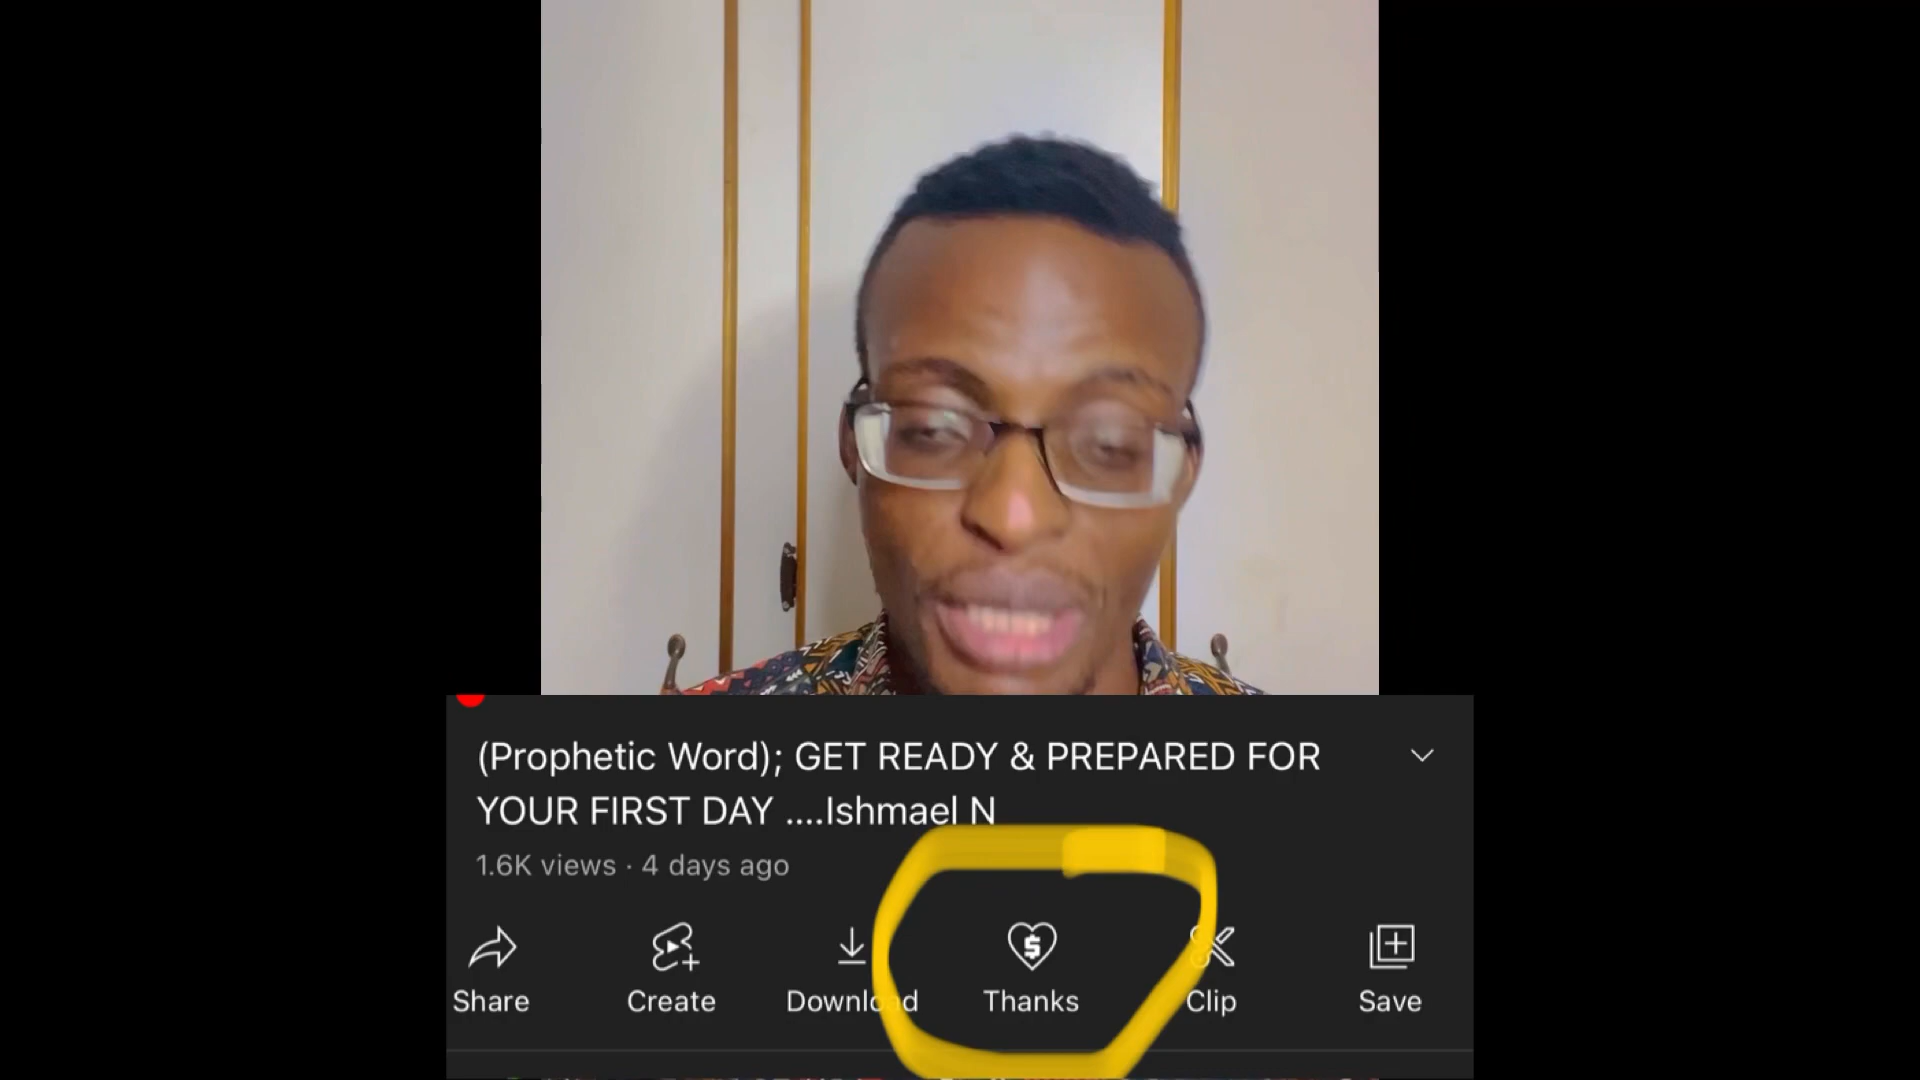 (Prophetic Word); GET READY & PREPARED FOR
YOUR FIRST DAY ....Ishmael N
1.6K views · 4 days ago
Share Create Download Thanks Clip Save